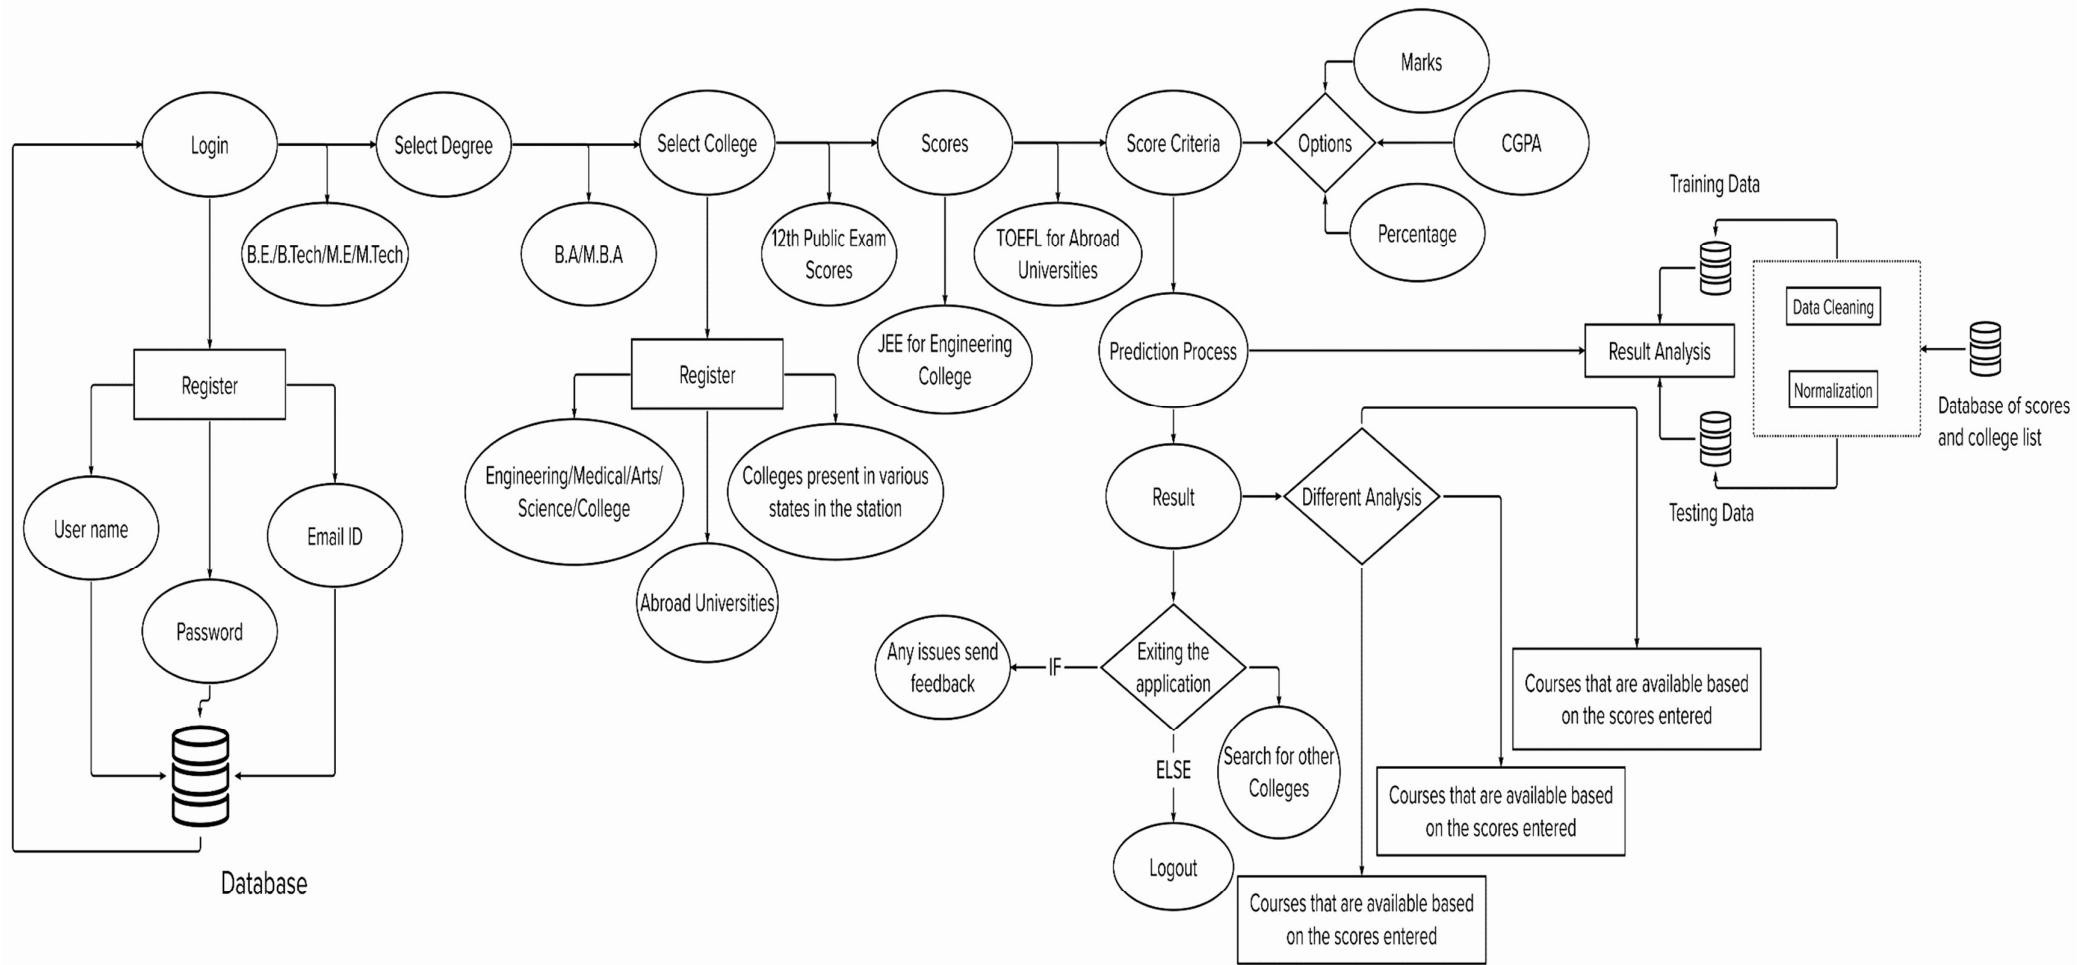 Marks
Login
Select Degree
Select College
Scores
Score Criteria
Options
CGPA
Training Data
B.E./B.Tech/M.E/M.Tech
B.A/M.B.A
12th Public Exam
Scores
TOEFL for Abroad
Universities
Percentage
Data Cleaning
JEE for Engineering
College
Prediction Process
Result Analysis
Normalization
Database of scores
and college list
Register
Register
Engineering/Medical/Arts/
Science/College
Colleges present in various
states in the station
Result
Different Analysis
Testing Data
User name
Email ID
Abroad Universities
Password
Any issues send
feedback
IF
Exiting the
application
Courses that are available based
on the scores entered
ELSE
Search for other
Colleges
Courses that are available based
on the scores entered
Logout
Database
Courses that are available based
on the scores entered